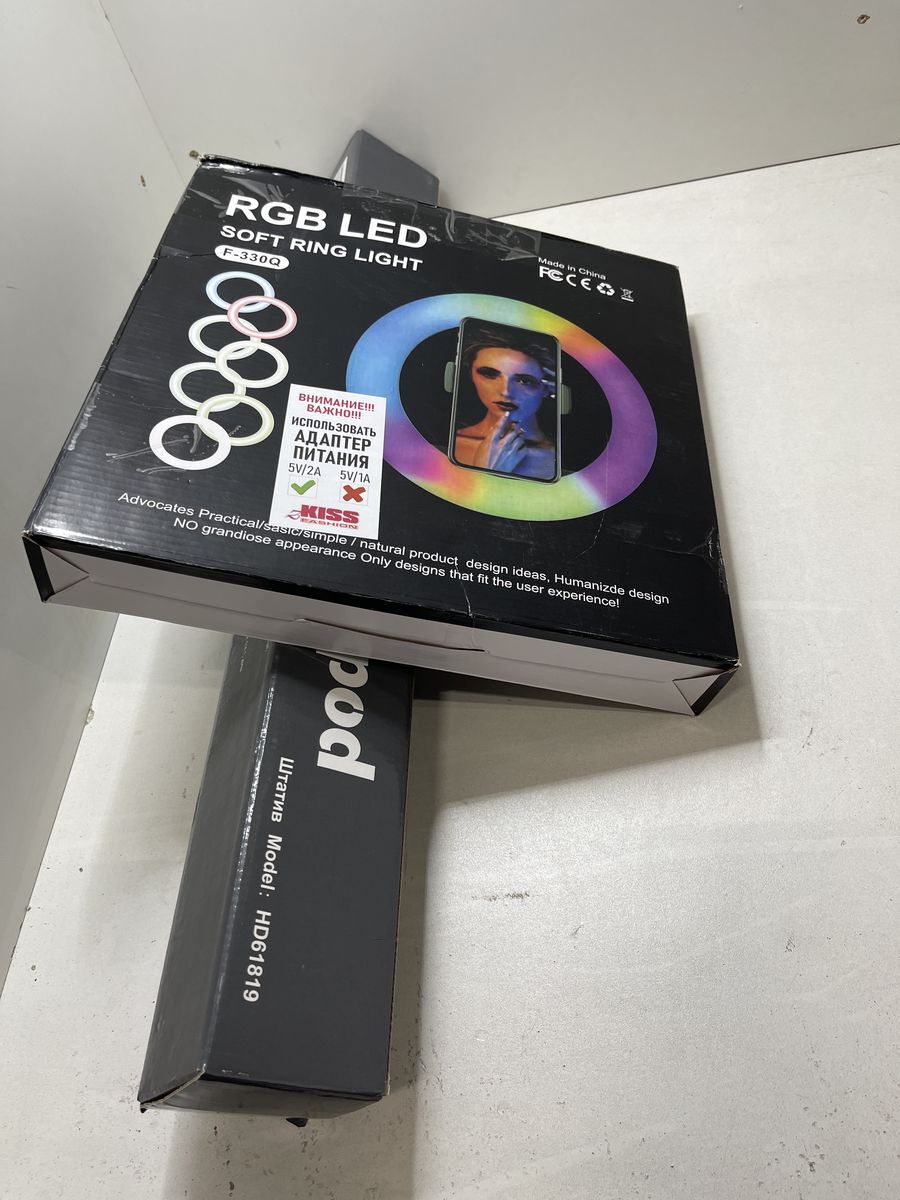 RGB LED
SOFT RING LIGHT
F-330Q
Made in China
FC CE
ВНИМАНИЕ!!!
ВАЖНО!!!
ИСПОЛЬЗОВАТЬ
АДАПТЕР
ПИТАНИЯ
5V/2A 5V/1A
KISS
FASHION
Advocates Practical/sasic/simple / natural product design ideas, Humanizde design
NO grandiose appearance Only designs that fit the user experience!
pod
Штатив Model: HD61819